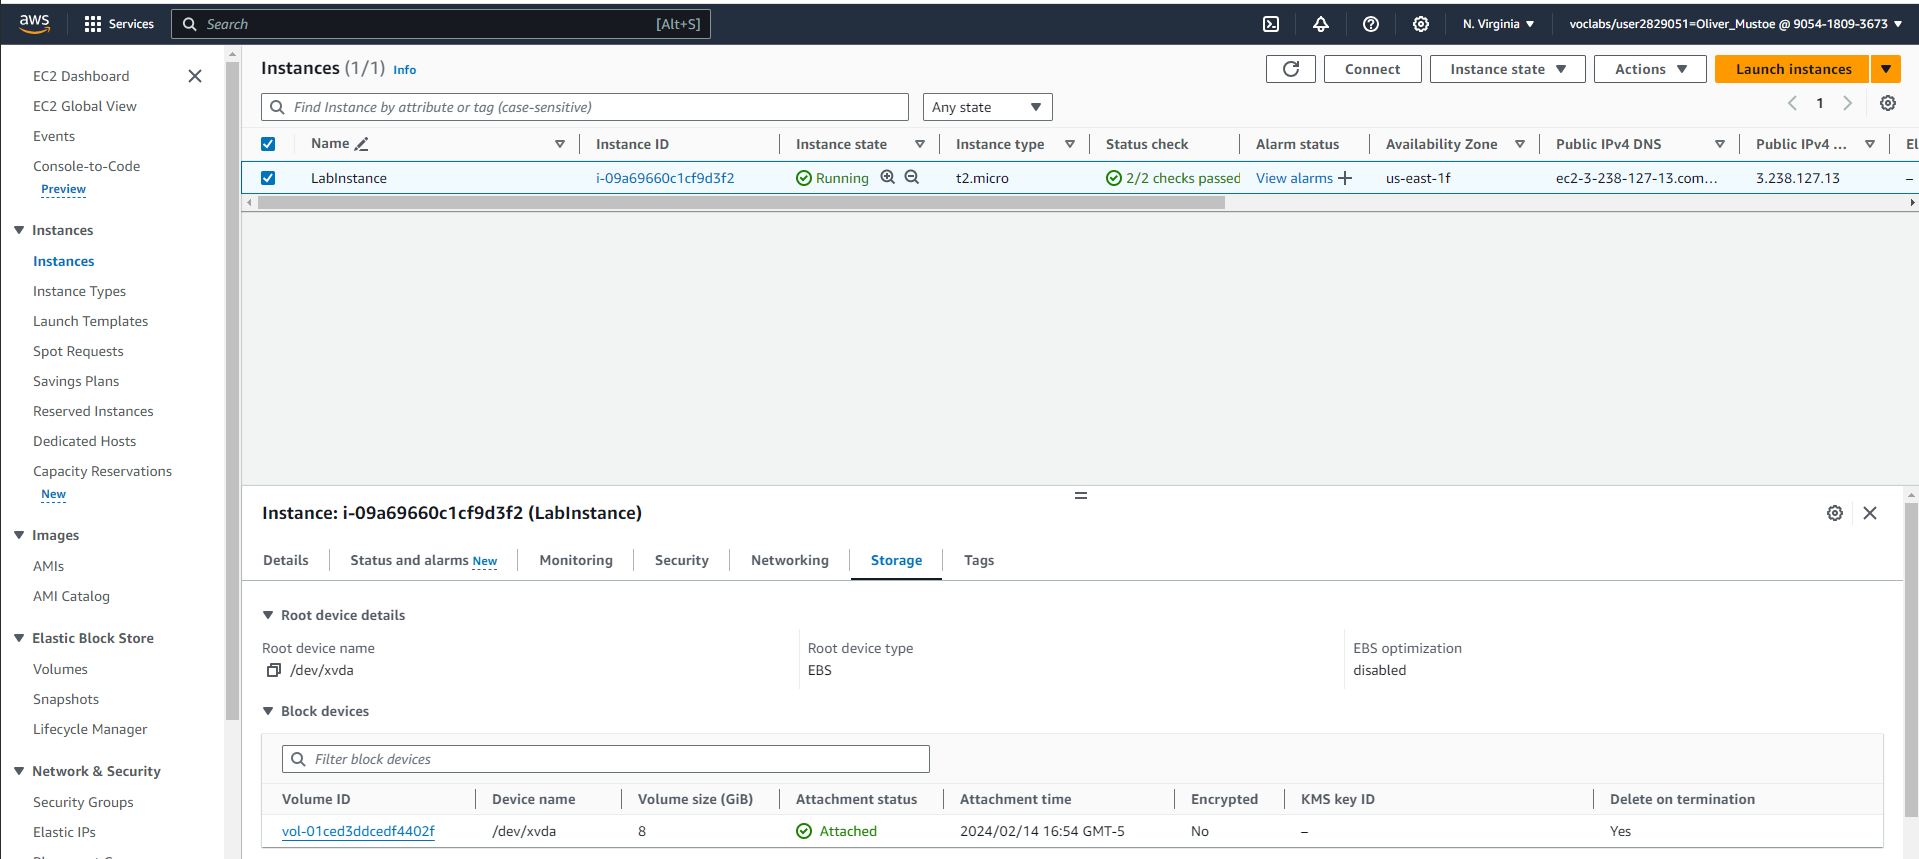 aws Services Search [Alt+S] N. Virginia voclabs/user2829051=Oliver_Mustoe @ 9054-1809-3673
EC2 Dashboard
EC2 Global View
Events
Console-to-Code
Preview
Instances
Instances
Instance Types
Launch Templates
Spot Requests
Savings Plans
Reserved Instances
Dedicated Hosts
Capacity Reservations
New
Images
AMIs
AMI Catalog
Elastic Block Store
Volumes
Snapshots
Lifecycle Manager
Network & Security
Security Groups
Elastic IPs
Instances (1/1) Info Connect Instance state Actions Launch instances
Find Instance by attribute or tag (case-sensitive) Any state 1
Name Instance ID Instance state Instance type Status check Alarm status Availability Zone Public IPv4 DNS Public IPv4 ... El
LabInstance i-09a69660c1cf9d3f2 Running t2.micro 2/2 checks passed View alarms + us-east-1f ec2-3-238-127-13.com... 3.238.127.13 –
Instance: i-09a69660c1cf9d3f2 (LabInstance)
Details Status and alarms New Monitoring Security Networking Storage Tags
Root device details
Root device name Root device type EBS optimization
/dev/xvda EBS disabled
Block devices
Filter block devices
Volume ID Device name Volume size (GiB) Attachment status Attachment time Encrypted KMS key ID Delete on termination
vol-01ced3ddcedf4402f /dev/xvda 8 Attached 2024/02/14 16:54 GMT-5 No – Yes